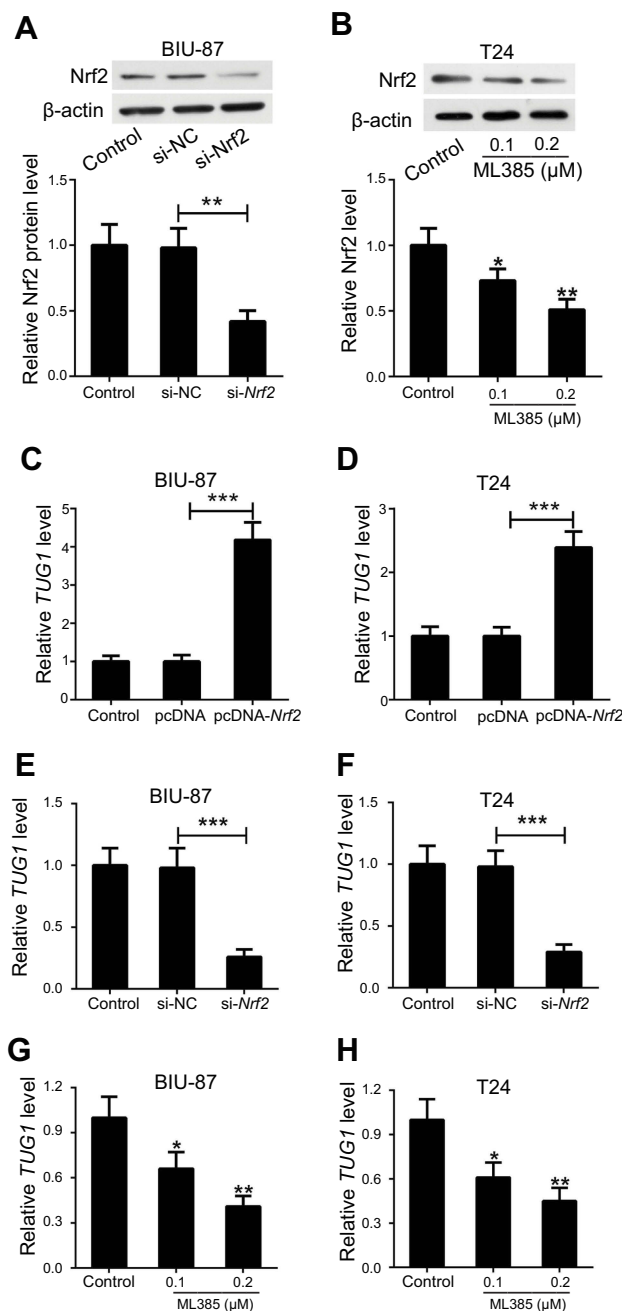 A
BIU-87
Nrf2
β-actin
Control
si-NC
si-Nrf2
Relative Nrf2 protein level
1.5
1.0
0.5
0.0
**
Control
si-NC
si-Nrf2
B
T24
Nrf2
β-actin
Control
0.1
0.2
ML385 (μM)
Relative Nrf2 level
1.5
1.0
0.5
0.0
*
**
Control
0.1
0.2
ML385 (μM)
C
BIU-87
Relative TUG1 level
5
4
3
2
1
0
***
Control
pcDNA
pcDNA-Nrf2
D
T24
Relative TUG1 level
3
2
1
0
***
Control
pcDNA
pcDNA-Nrf2
E
BIU-87
Relative TUG1 level
1.5
1.0
0.5
0.0
***
Control
si-NC
si-Nrf2
F
T24
Relative TUG1 level
1.5
1.0
0.5
0.0
***
Control
si-NC
si-Nrf2
G
BIU-87
Relative TUG1 level
1.2
0.9
0.6
0.3
0.0
*
**
Control
0.1
0.2
ML385 (μM)
H
T24
Relative TUG1 level
1.2
0.9
0.6
0.3
0.0
*
**
Control
0.1
0.2
ML385 (μM)